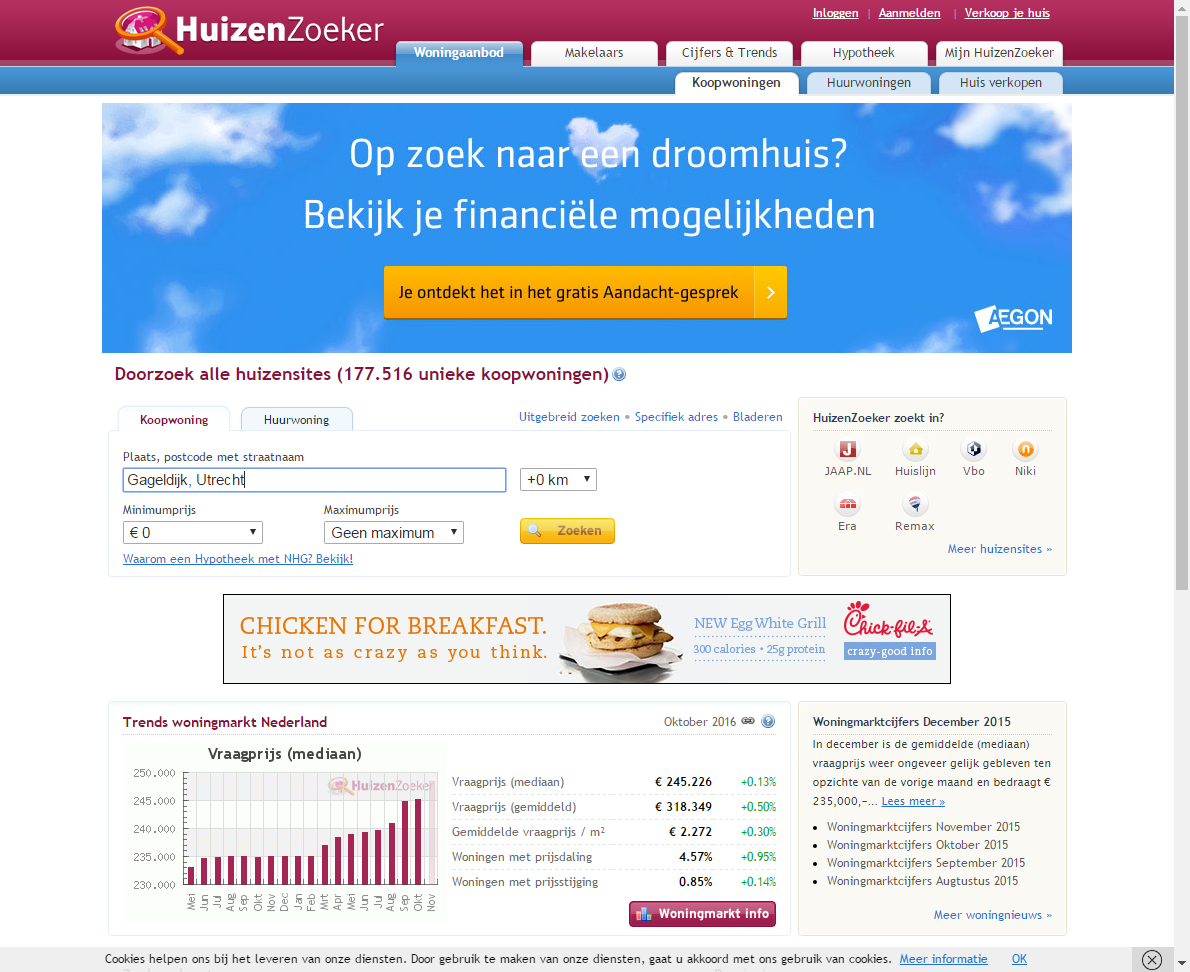 HuizenZoeker
Inloggen | Aanmelden | Verkoop je huis
Woningaanbod Makelaars Cijfers & Trends Hypotheek Mijn HuizenZoeker
Koopwoningen Huurwoningen Huis verkopen
Op zoek naar een droomhuis?
Bekijk je financiële mogelijkheden
Je ontdekt het in het gratis Aandacht-gesprek
AEGON
Doorzoek alle huizensites (177.516 unieke koopwoningen)
Koopwoning Huurwoning
Uitgebreid zoeken • Specifiek adres • Bladeren
Plaats, postcode met straatnaam
Gageldijk, Utrecht
+0 km
Minimumprijs Maximumprijs
€ 0 Geen maximum Zoeken
Waarom een Hypotheek met NHG? Bekijk!
HuizenZoeker zoekt in?
JAAP.NL Huislijn Vbo Niki
Era Remax
Meer huizensites »
CHICKEN FOR BREAKFAST.
It's not as crazy as you think.
NEW Egg White Grill
300 calories • 25g protein
Chick-fil-A
crazy-good info
Trends woningmarkt Nederland
Oktober 2016
Vraagprijs (mediaan)
HuizenZoeker
250.000
245.000
240.000
235.000
230.000
Mei Jun Jul Aug Sep Okt Nov Dec Jan Feb Mrt Apr Mei Jun Jul Aug Sep Okt Nov
Vraagprijs (mediaan) € 245.226 +0.13%
Vraagprijs (gemiddeld) € 318.349 +0.50%
Gemiddelde vraagprijs / m² € 2.272 +0.30%
Woningen met prijsdaling 4.57% +0.95%
Woningen met prijsstijging 0.85% +0.14%
Woningmarkt info
Woningmarktcijfers December 2015
In december is de gemiddelde (mediaan)
vraagprijs weer ongeveer gelijk gebleven ten
opzichte van de vorige maand en bedraagt €
235,000,-... Lees meer »
• Woningmarktcijfers November 2015
• Woningmarktcijfers Oktober 2015
• Woningmarktcijfers September 2015
• Woningmarktcijfers Augtustus 2015
Meer woningnieuws »
Cookies helpen ons bij het leveren van onze diensten. Door gebruik te maken van onze diensten, gaat u akkoord met ons gebruik van cookies. Meer informatie OK